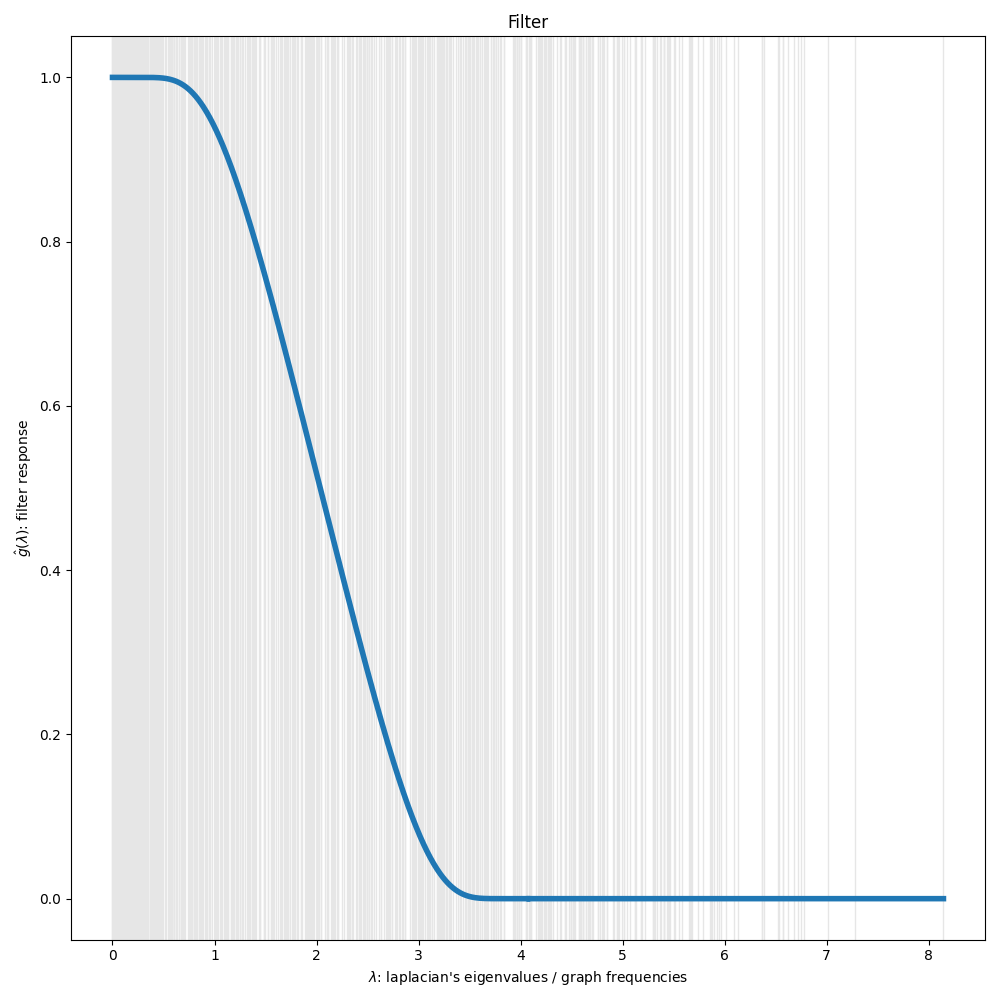 Filter
1.0
0.8
0.6
0.4
0.2
0.0
ĝ(λ): filter response
0 1 2 3 4 5 6 7 8
λ: laplacian's eigenvalues / graph frequencies